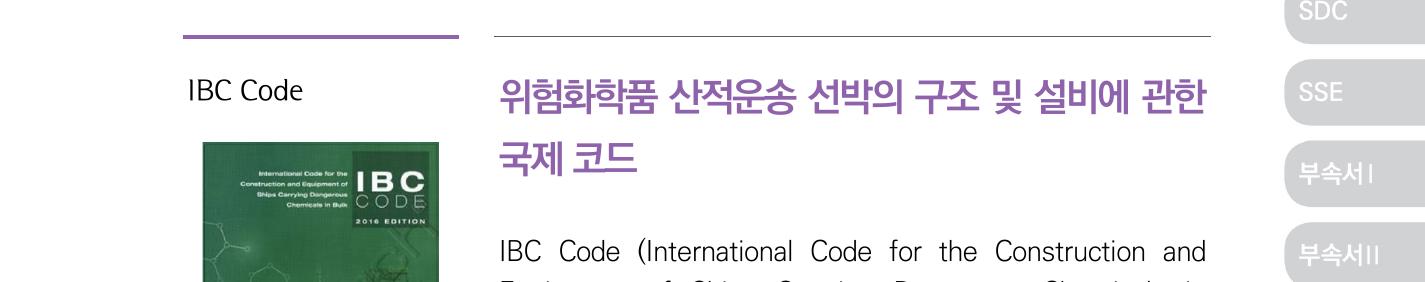 IBC Code
International Code for the
Construction and Equipment of
Ships Carrying Dangerous
Chemicals in Bulk
IBC
CODE
2016 EDITION
위험화학품 산적운송 선박의 구조 및 설비에 관한
국제 코드
IBC Code (International Code for the Construction and
SDC
SSE
부속서I
부속서II